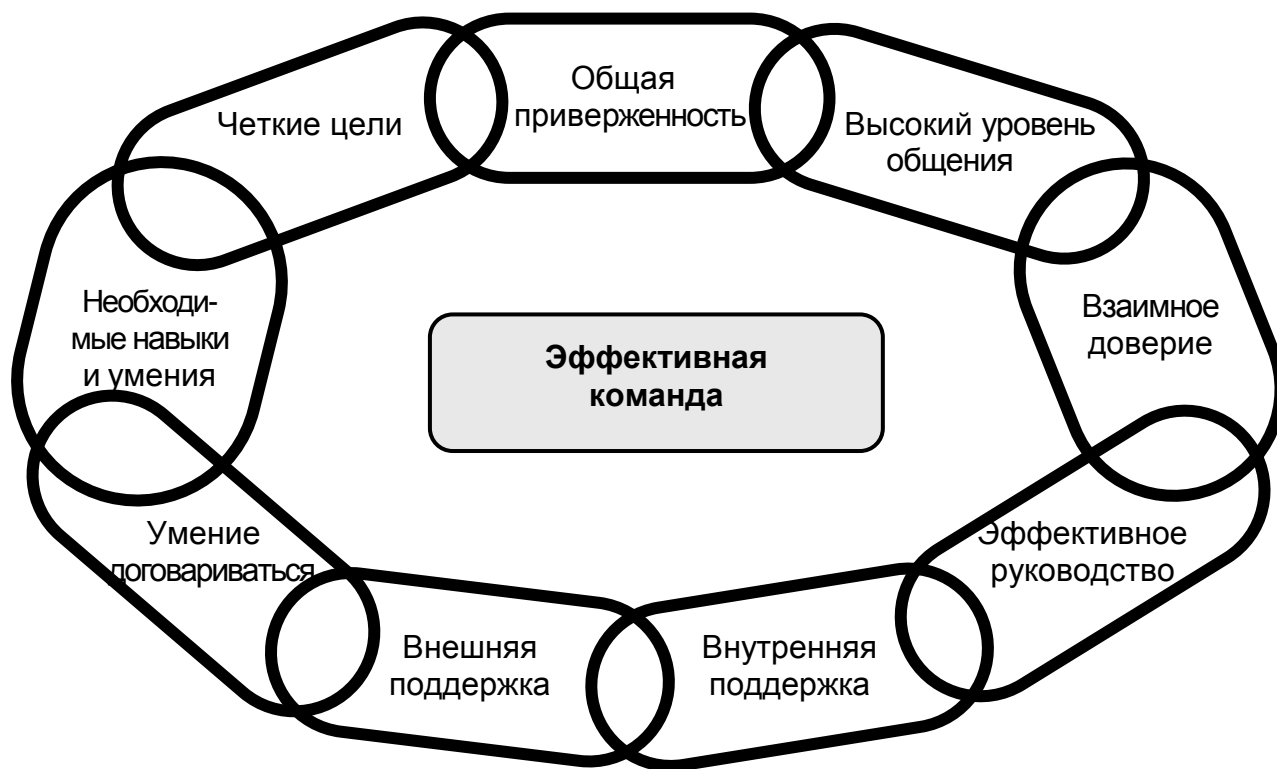 Общая
приверженность
Четкие цели
Высокий уровень
общения
Необходи-
мые навыки
и умения
Взаимное
доверие
Эффективная
команда
Умение
договариваться
Эффективное
руководство
Внешняя
поддержка
Внутренняя
поддержка